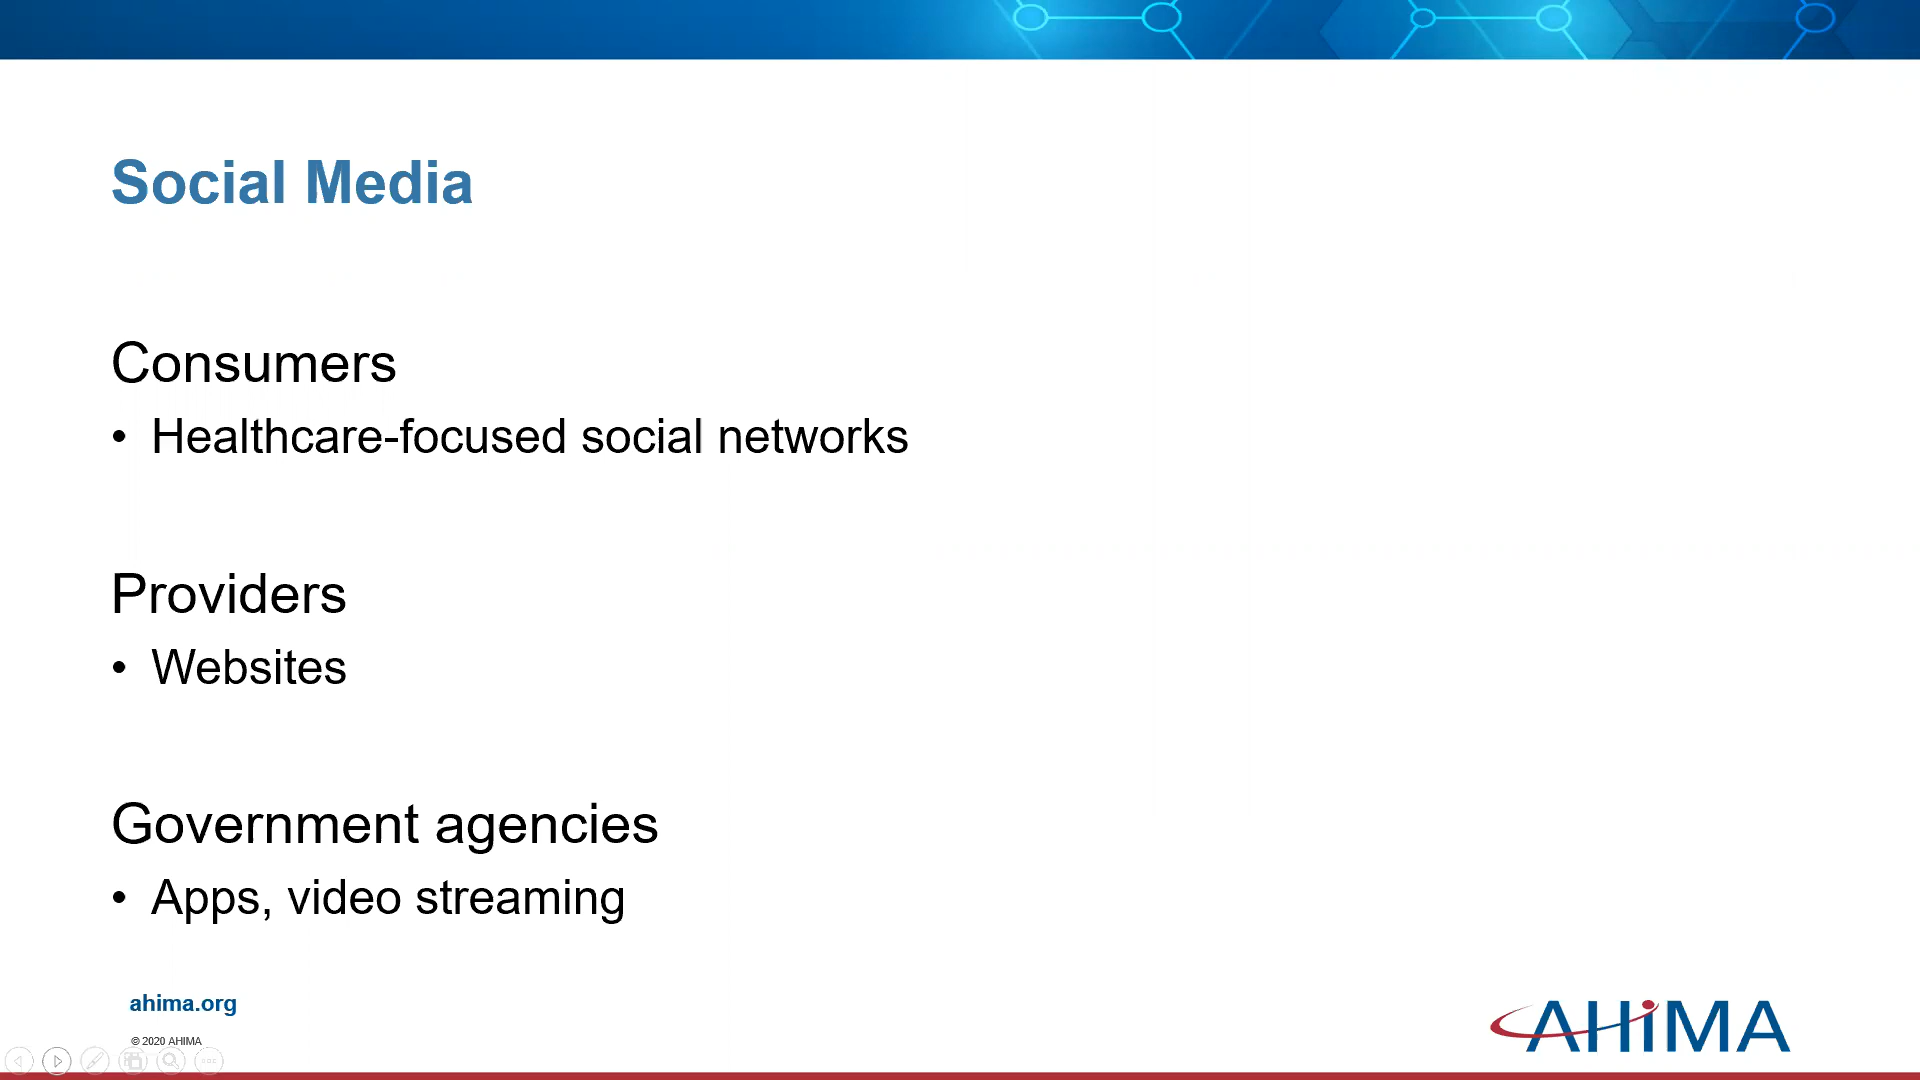 Social Media
Consumers
• Healthcare-focused social networks
Providers
• Websites
Government agencies
• Apps, video streaming
ahima.org
© 2020 AHIMA
AHiMA